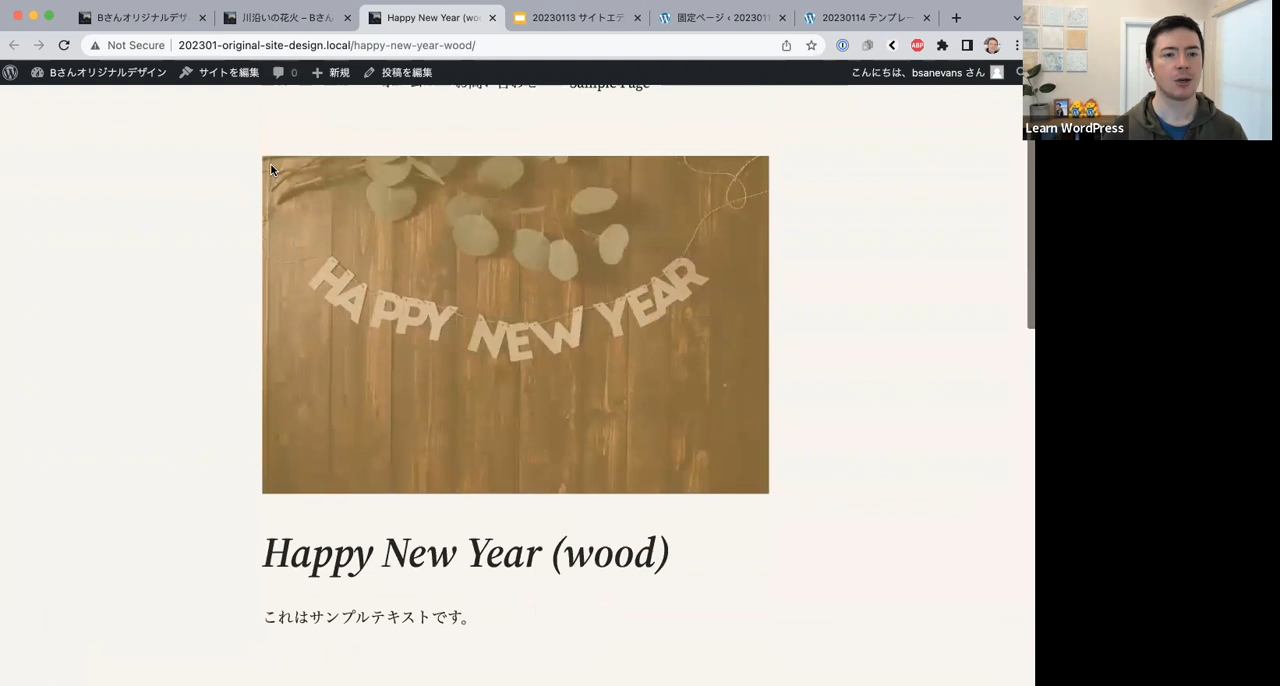 Bさんオリジナルデザ
川沿いの花火 – Bさん
Happy New Year (woo
20230113 サイトエデ
固定ページ ‹ 2023011
20230114 テンプレー
Not Secure
202301-original-site-design.local/happy-new-year-wood/
ABP
Bさんオリジナルデザイン
サイトを編集
0
新規
投稿を編集
こんにちは、bsanevans さん
Sample Page
Learn WordPress
HAPPY NEW YEAR
Happy New Year (wood)
これはサンプルテキストです。